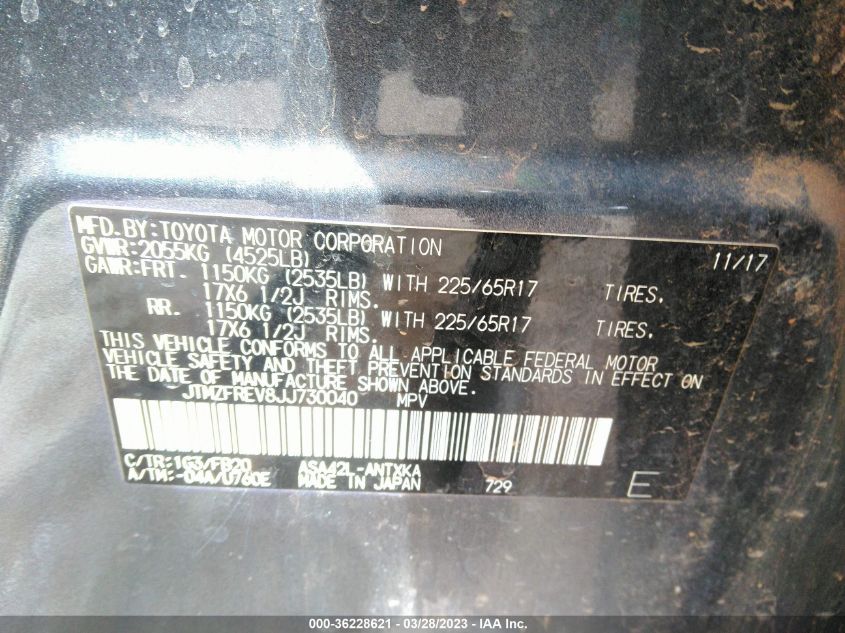 MFD.BY:TOYOTA MOTOR CORPORATION 11/17
GVWR:2055KG (4525LB)
GAWR:FRT. 1150KG (2535LB) WITH 225/65R17 TIRES,
17X6 1/2J RIMS.
RR. 1150KG (2535LB) WITH 225/65R17 TIRES,
17X6 1/2J RIMS.
THIS VEHICLE CONFORMS TO ALL APPLICABLE FEDERAL MOTOR
VEHICLE SAFETY AND THEFT PREVENTION STANDARDS IN EFFECT ON
THE DATE OF MANUFACTURE SHOWN ABOVE.
JTMZFREV8JJ730040 MPV
C/TR:1G3/FB20 ASA42L-ANTXKA
A/TM:-04A/U760E MADE IN JAPAN 729 E
000-36228621 — 03/28/2023 — IAA Inc.